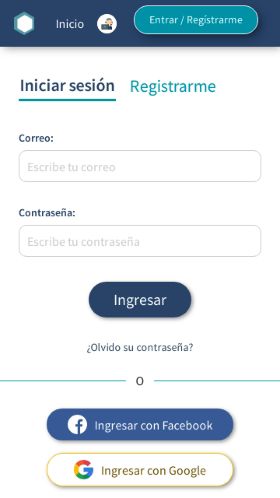 Inicio
Entrar / Registrarme
Iniciar sesión
Registrarme
Correo:
Escribe tu correo
Contraseña:
Escribe tu contraseña
Ingresar
¿Olvido su contraseña?
O
Ingresar con Facebook
Ingresar con Google